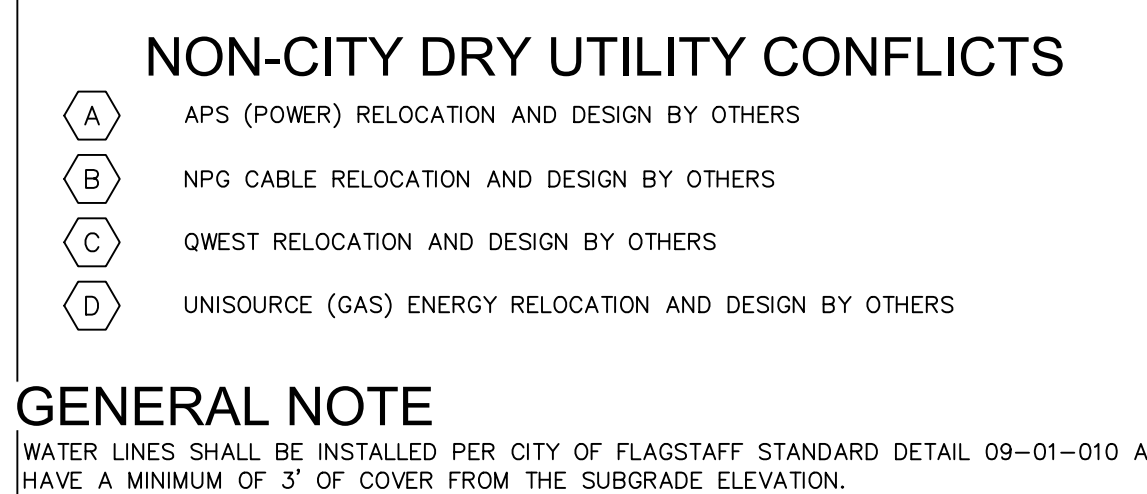 NON-CITY DRY UTILITY CONFLICTS
A APS (POWER) RELOCATION AND DESIGN BY OTHERS
B NPG CABLE RELOCATION AND DESIGN BY OTHERS
C QWEST RELOCATION AND DESIGN BY OTHERS
D UNISOURCE (GAS) ENERGY RELOCATION AND DESIGN BY OTHERS
GENERAL NOTE
WATER LINES SHALL BE INSTALLED PER CITY OF FLAGSTAFF STANDARD DETAIL 09-01-010
HAVE A MINIMUM OF 3' OF COVER FROM THE SUBGRADE ELEVATION.